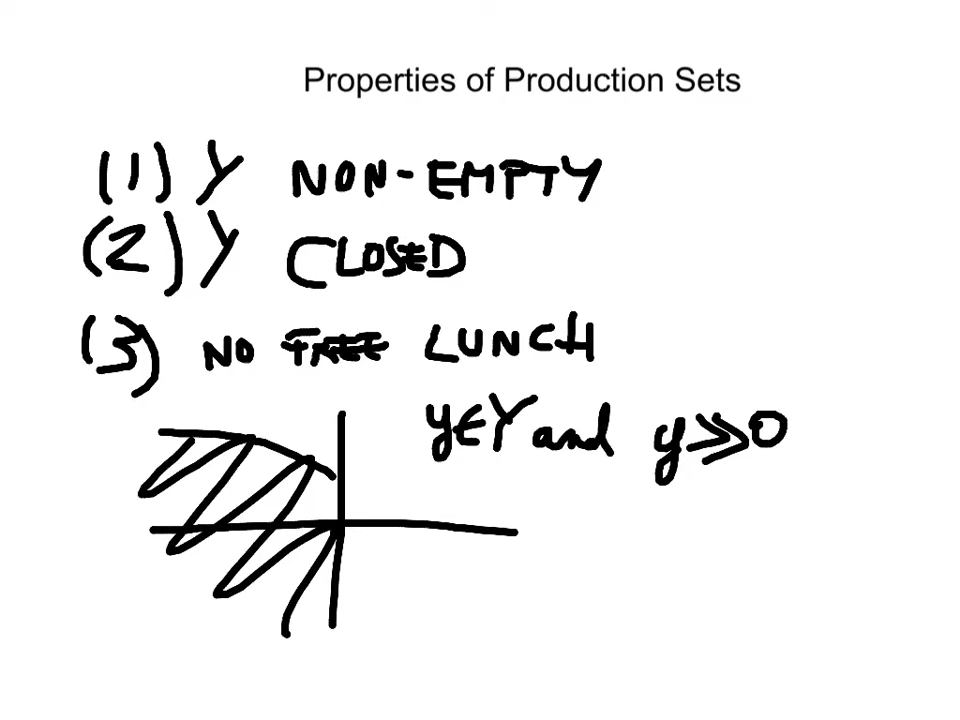 Properties of Production Sets
(1) Y NON-EMPTY
(2) Y CLOSED
(3) NO FREE LUNCH
y∈Y and y≫0